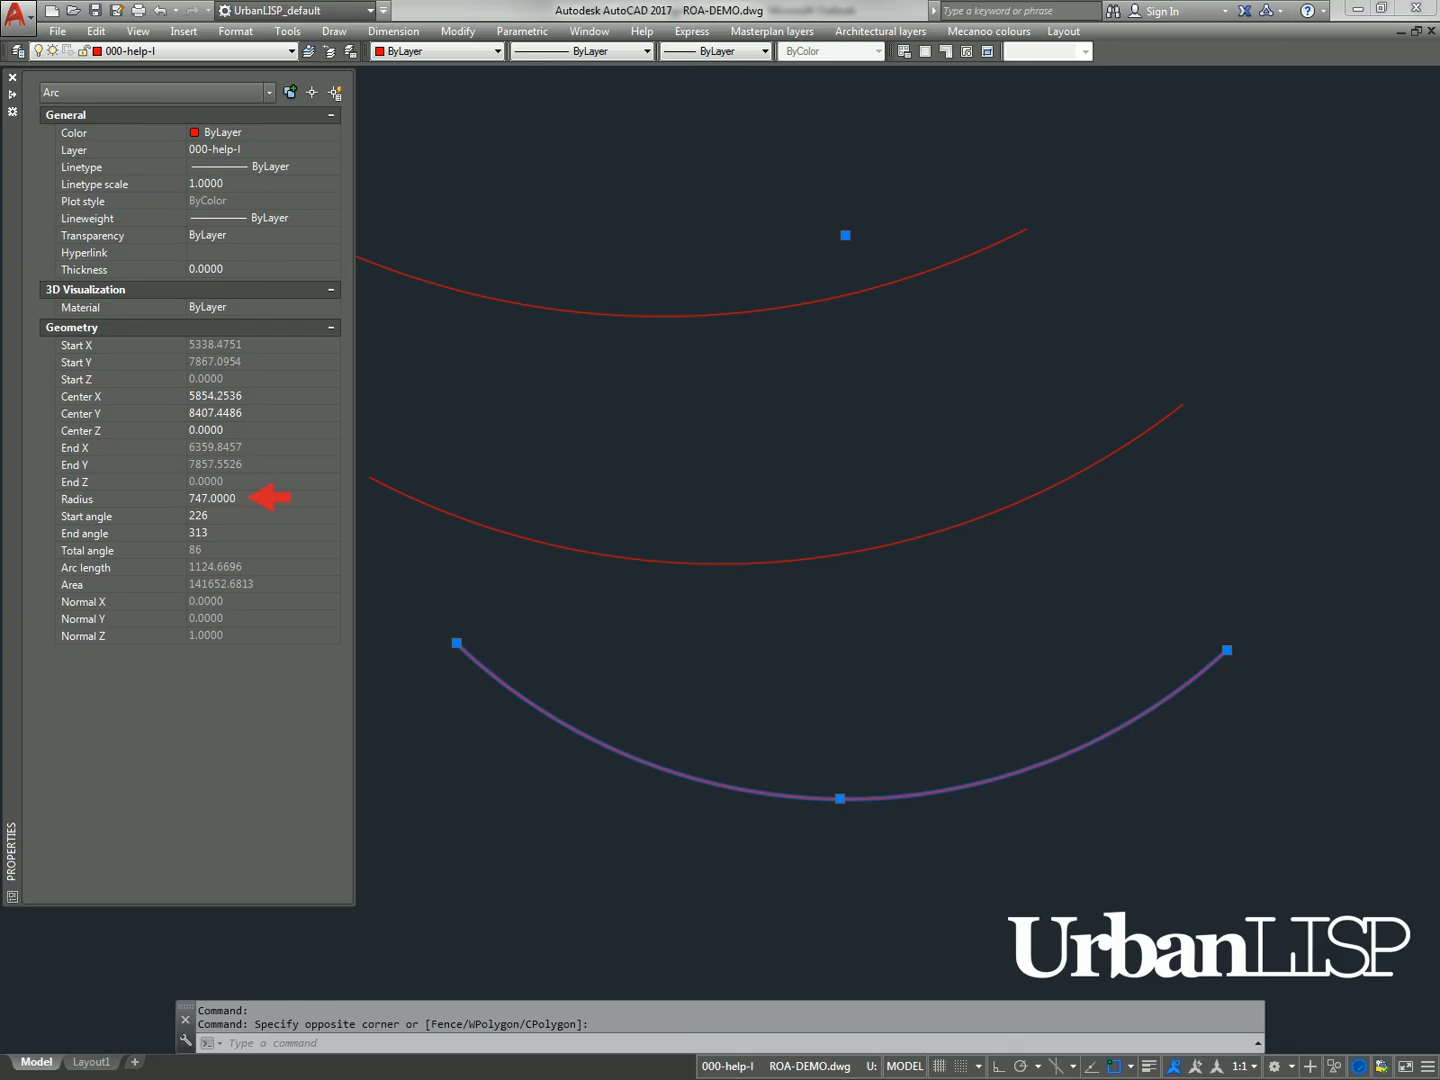 UrbanLISP_default
Autodesk AutoCAD 2017 ROA-DEMO.dwg
Type a keyword or phrase
Sign In
File Edit View Insert Format Tools Draw Dimension Modify Parametric Window Help Express Masterplan layers Architectural layers Mecanoo colours Layout
000-help-l ByLayer ByLayer ByLayer ByColor
Arc
General
Color ByLayer
Layer 000-help-l
Linetype ByLayer
Linetype scale 1.0000
Plot style ByColor
Lineweight ByLayer
Transparency ByLayer
Hyperlink
Thickness 0.0000
3D Visualization
Material ByLayer
Geometry
Start X 5338.4751
Start Y 7867.0954
Start Z 0.0000
Center X 5854.2536
Center Y 8407.4486
Center Z 0.0000
End X 6359.8457
End Y 7857.5526
End Z 0.0000
Radius 747.0000
Start angle 226
End angle 313
Total angle 86
Arc length 1124.6696
Area 141652.6813
Normal X 0.0000
Normal Y 0.0000
Normal Z 1.0000
PROPERTIES
UrbanLISP
Command:
Command: Specify opposite corner or [Fence/WPolygon/CPolygon]:
Type a command
Model Layout1 +
000-help-l ROA-DEMO.dwg U: MODEL 1:1